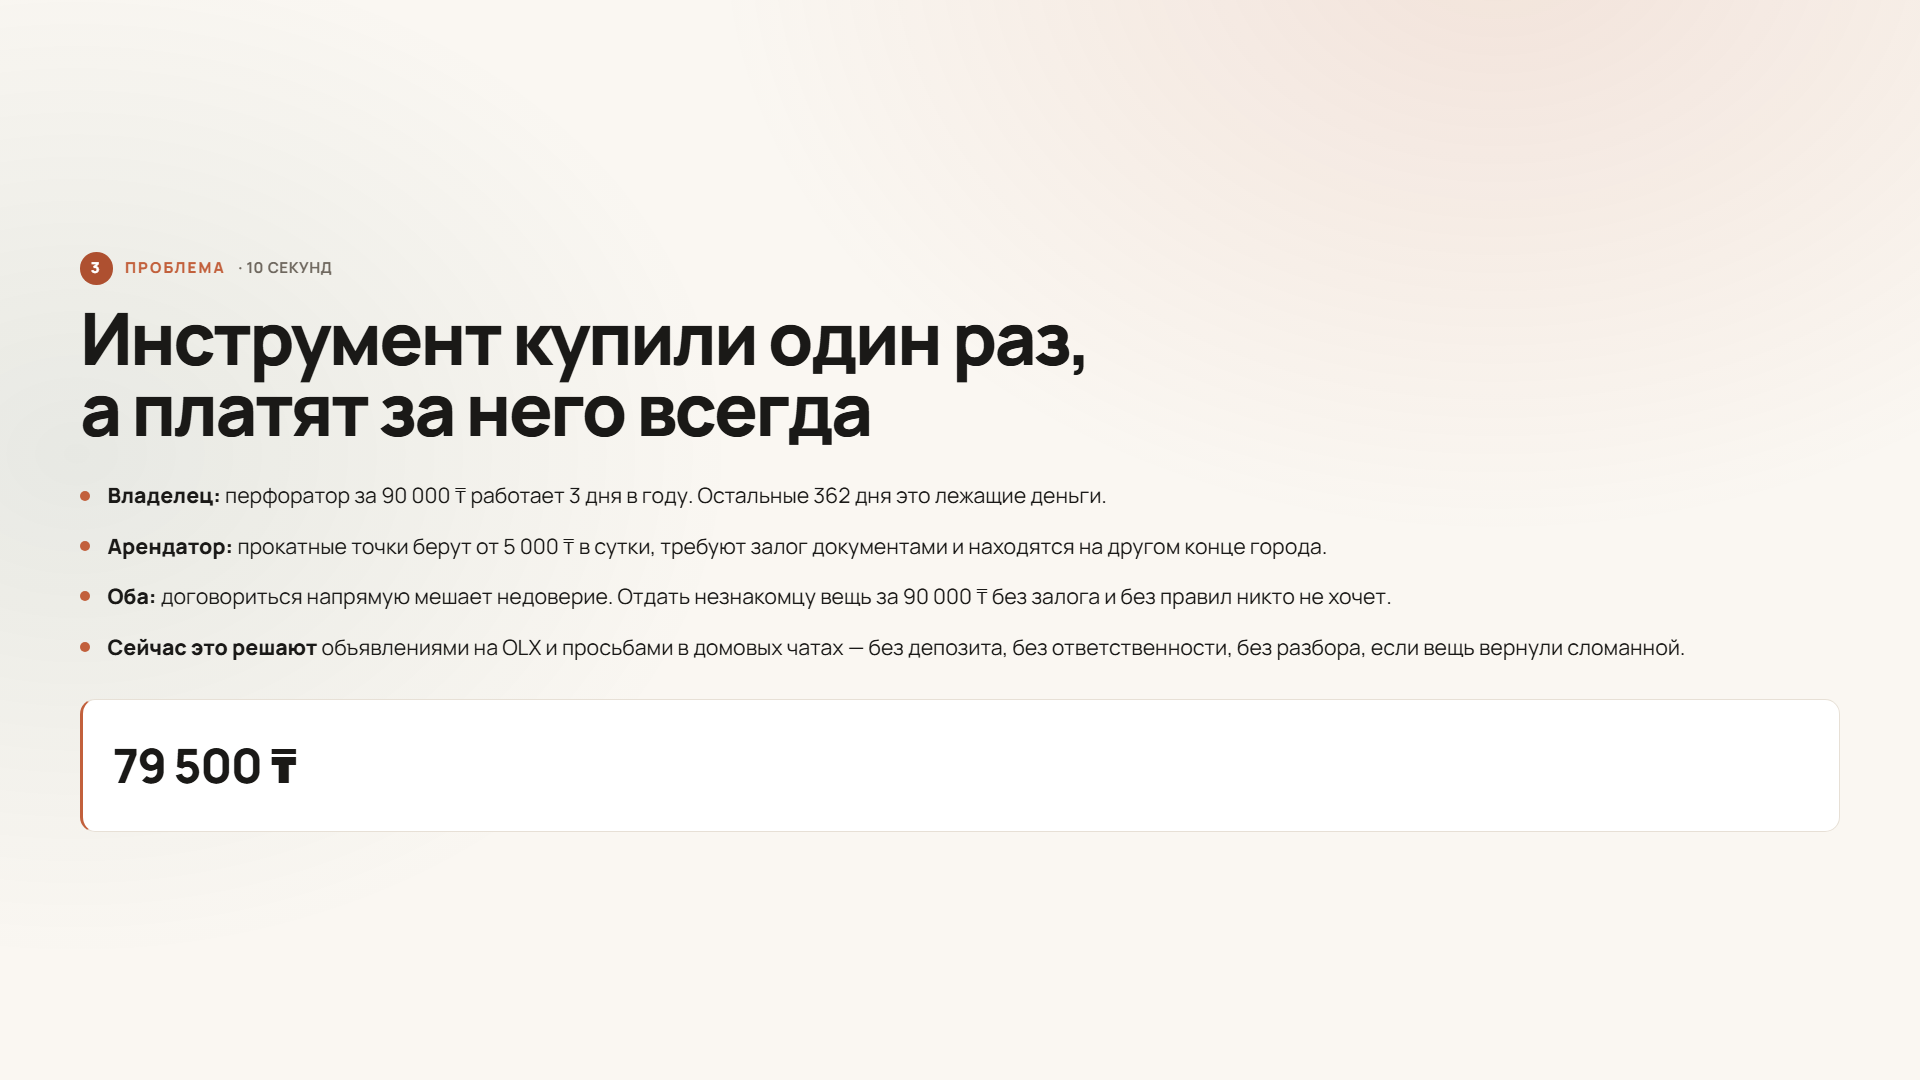 3 ПРОБЛЕМА · 10 СЕКУНД
Инструмент купили один раз,
а платят за него всегда
Владелец: перфоратор за 90 000 ₸ работает 3 дня в году. Остальные 362 дня это лежащие деньги.
Арендатор: прокатные точки берут от 5 000 ₸ в сутки, требуют залог документами и находятся на другом конце города.
Оба: договориться напрямую мешает недоверие. Отдать незнакомцу вещь за 90 000 ₸ без залога и без правил никто не хочет.
Сейчас это решают объявлениями на OLX и просьбами в домовых чатах — без депозита, без ответственности, без разбора, если вещь вернули сломанной.
79 500 ₸